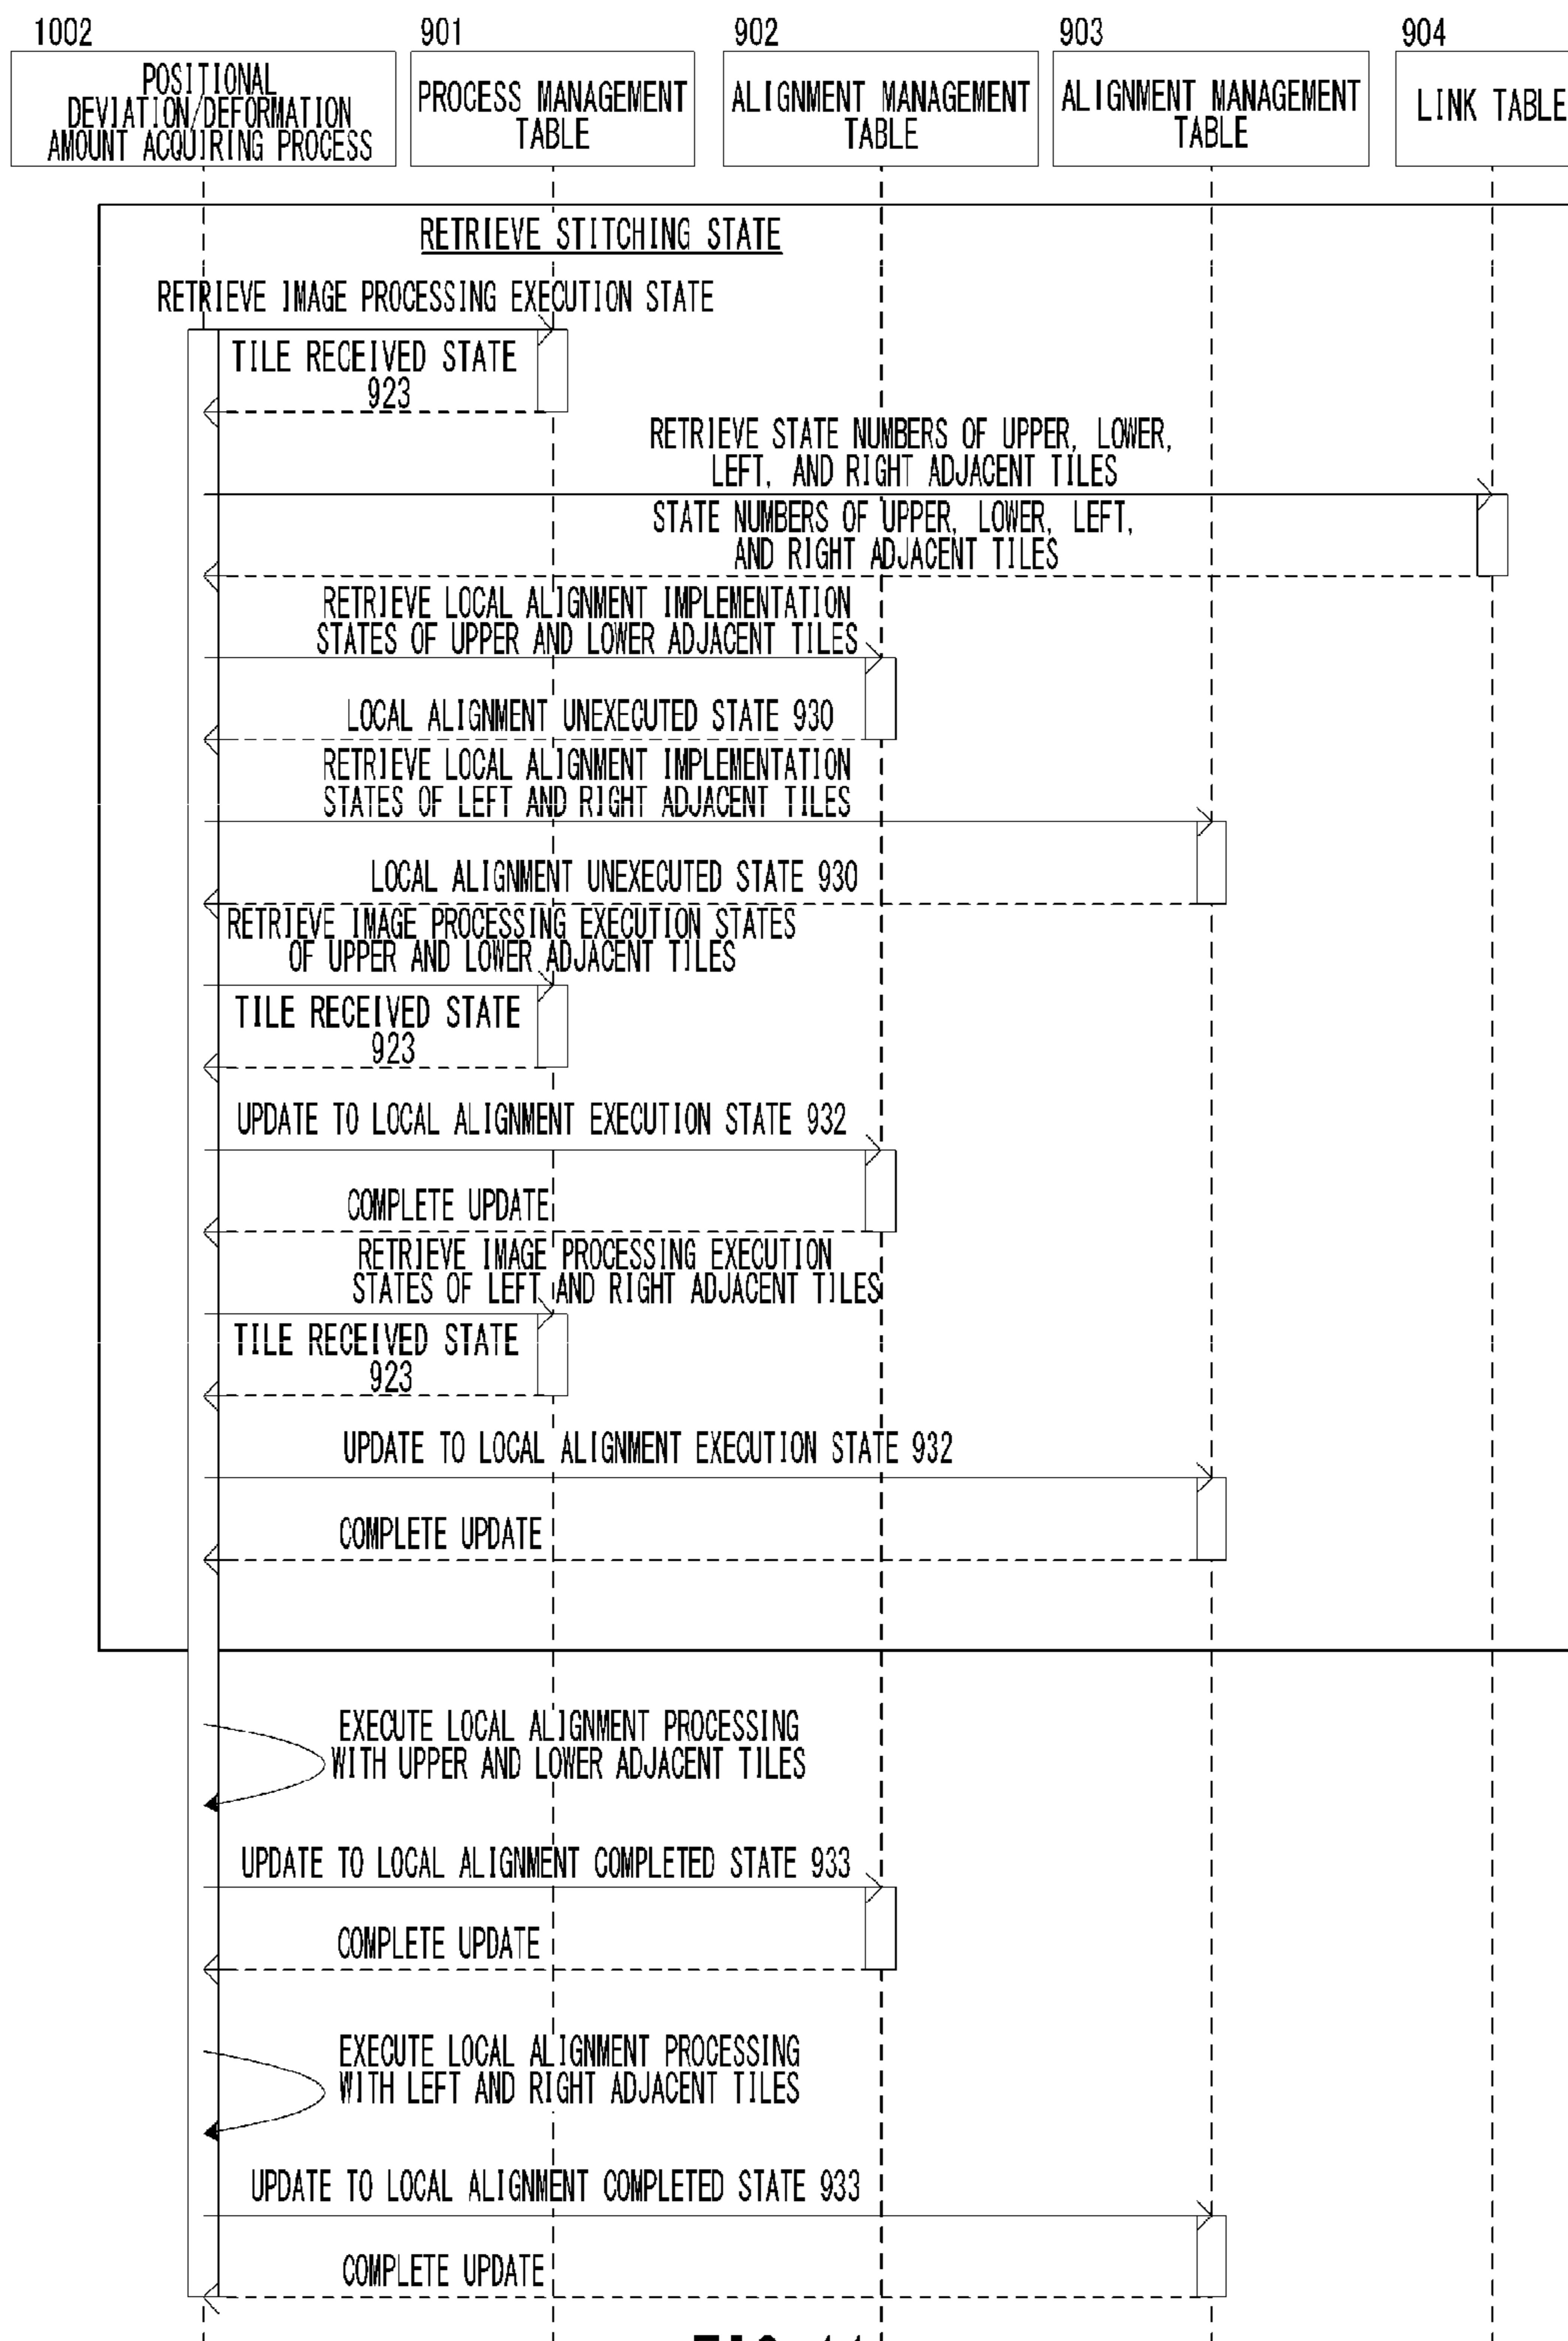 1002
POSITIONAL
DEVIATION/DEFORMATION
AMOUNT ACQUIRING PROCESS
901
PROCESS MANAGEMENT
TABLE
902
ALIGNMENT MANAGEMENT
TABLE
903
ALIGNMENT MANAGEMENT
TABLE
904
LINK TABLE
RETRIEVE STITCHING STATE
RETRIEVE IMAGE PROCESSING EXECUTION STATE
TILE RECEIVED STATE
923
RETRIEVE STATE NUMBERS OF UPPER, LOWER,
LEFT, AND RIGHT ADJACENT TILES
STATE NUMBERS OF UPPER, LOWER, LEFT,
AND RIGHT ADJACENT TILES
RETRIEVE LOCAL ALIGNMENT IMPLEMENTATION
STATES OF UPPER AND LOWER ADJACENT TILES
LOCAL ALIGNMENT UNEXECUTED STATE 930
RETRIEVE LOCAL ALIGNMENT IMPLEMENTATION
STATES OF LEFT AND RIGHT ADJACENT TILES
LOCAL ALIGNMENT UNEXECUTED STATE 930
RETRIEVE IMAGE PROCESSING EXECUTION STATES
OF UPPER AND LOWER ADJACENT TILES
TILE RECEIVED STATE
923
UPDATE TO LOCAL ALIGNMENT EXECUTION STATE 932
COMPLETE UPDATE
RETRIEVE IMAGE PROCESSING EXECUTION
STATES OF LEFT AND RIGHT ADJACENT TILES
TILE RECEIVED STATE
923
UPDATE TO LOCAL ALIGNMENT EXECUTION STATE 932
COMPLETE UPDATE
EXECUTE LOCAL ALIGNMENT PROCESSING
WITH UPPER AND LOWER ADJACENT TILES
UPDATE TO LOCAL ALIGNMENT COMPLETED STATE 933
COMPLETE UPDATE
EXECUTE LOCAL ALIGNMENT PROCESSING
WITH LEFT AND RIGHT ADJACENT TILES
UPDATE TO LOCAL ALIGNMENT COMPLETED STATE 933
COMPLETE UPDATE